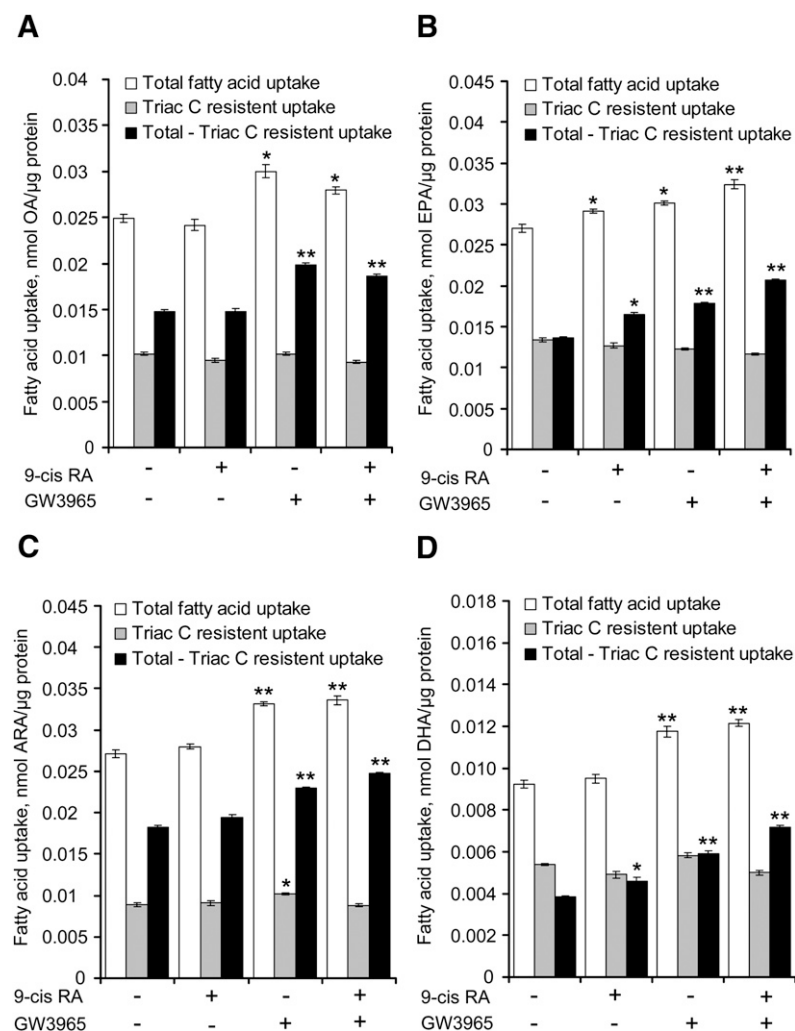 A
Fatty acid uptake, nmol OA/µg protein
0.04
0.035
0.03
0.025
0.02
0.015
0.01
0.005
0
Total fatty acid uptake
Triac C resistent uptake
Total - Triac C resistent uptake
* *
** **
9-cis RA - + - +
GW3965 - - + +
B
Fatty acid uptake, nmol EPA/µg protein
0.045
0.04
0.035
0.03
0.025
0.02
0.015
0.01
0.005
0
Total fatty acid uptake
Triac C resistent uptake
Total - Triac C resistent uptake
* * **
* ** **
9-cis RA - + - +
GW3965 - - + +
C
Fatty acid uptake, nmol ARA/µg protein
0.045
0.04
0.035
0.03
0.025
0.02
0.015
0.01
0.005
0
Total fatty acid uptake
Triac C resistent uptake
Total - Triac C resistent uptake
** **
** **
*
9-cis RA - + - +
GW3965 - - + +
D
Fatty acid uptake, nmol DHA/µg protein
0.018
0.016
0.014
0.012
0.010
0.008
0.006
0.004
0.002
0
Total fatty acid uptake
Triac C resistent uptake
Total - Triac C resistent uptake
** **
* ** **
9-cis RA - + - +
GW3965 - - + +